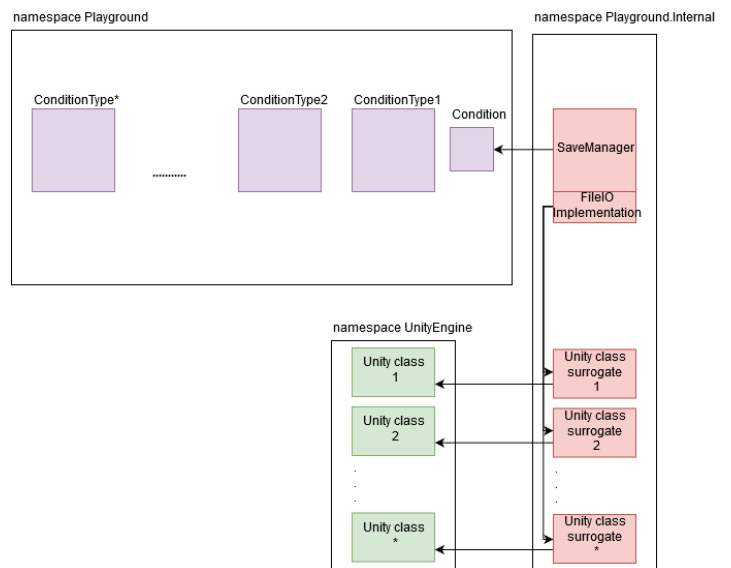 namespace Playground
namespace Playground.Internal
ConditionType*
ConditionType2
ConditionType1
Condition
...........
SaveManager
FileIO
Implementation
namespace UnityEngine
Unity class
1
Unity class
surrogate
1
Unity class
2
Unity class
surrogate
2
.
.
.
.
.
.
Unity class
*
Unity class
surrogate
*